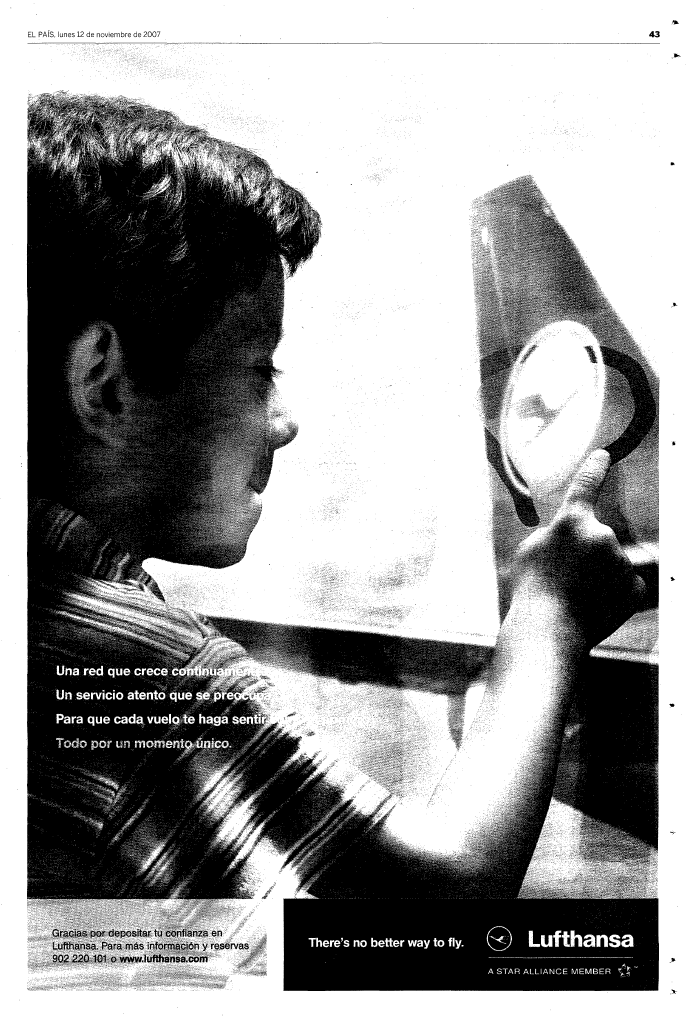 EL PAÍS, lunes 12 de noviembre de 2007
43
Una red que crece continuamente
Un servicio atento que se preocupa
Para que cada vuelo te haga sentir
Todo por un momento único.
Gracias por depositar tu confianza en
Lufthansa. Para más información y reservas
902 220 101 o www.lufthansa.com
There's no better way to fly.
Lufthansa
A STAR ALLIANCE MEMBER